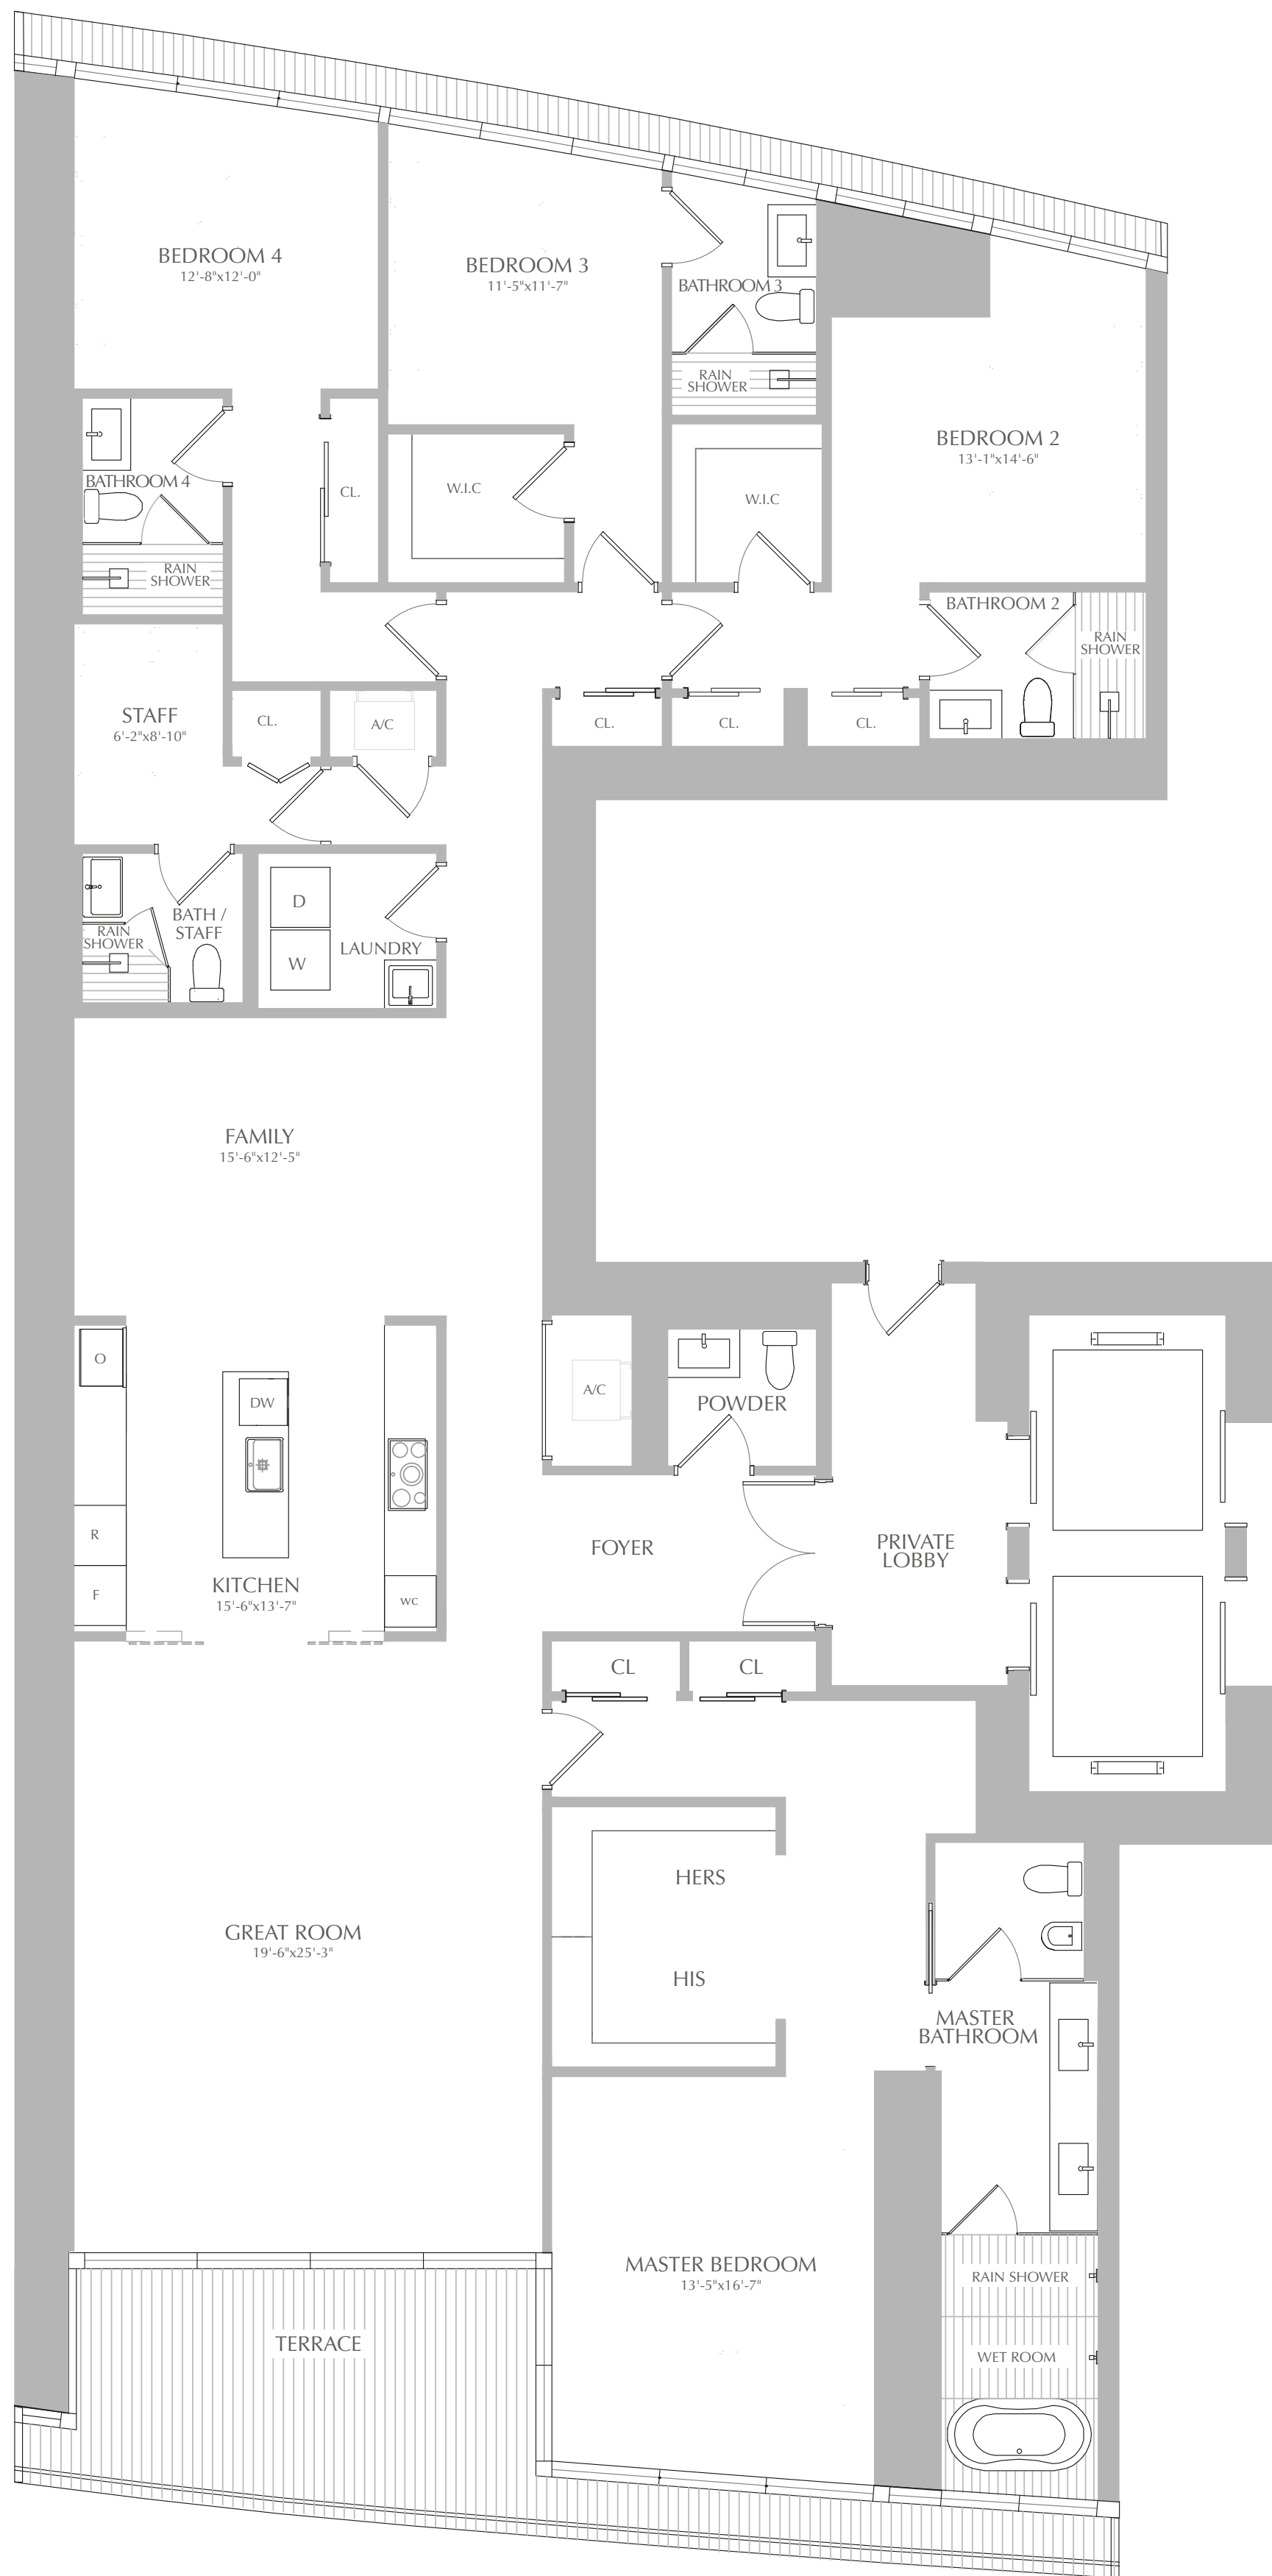 BEDROOM 4
12'-8"x12'-0"
BEDROOM 3
11'-5"x11'-7"
BATHROOM 3
RAIN
SHOWER
BEDROOM 2
13'-1"x14'-6"
BATHROOM 4
RAIN
SHOWER
CL.
W.I.C
W.I.C
BATHROOM 2
RAIN
SHOWER
STAFF
6'-2"x8'-10"
CL.
A/C
CL.
CL.
CL.
BATH /
STAFF
RAIN
SHOWER
D
W
LAUNDRY
FAMILY
15'-6"x12'-5"
O
DW
R
F
WC
KITCHEN
15'-6"x13'-7"
A/C
POWDER
FOYER
PRIVATE
LOBBY
CL
CL
HERS
HIS
GREAT ROOM
19'-6"x25'-3"
MASTER
BATHROOM
MASTER BEDROOM
13'-5"x16'-7"
RAIN SHOWER
WET ROOM
TERRACE